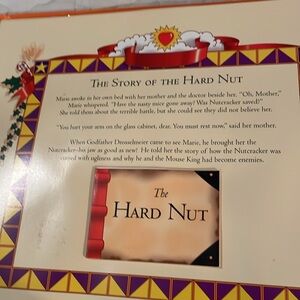 THE STORY OF THE HARD NUT
Marie awoke in her own bed with her mother and the doctor beside her. "Oh, Mother,"
Marie whispered. "Have the nasty mice gone away? Was Nutcracker saved?"
She told them about the terrible battle, but she could see they did not believe her.
"You hurt your arm on the glass cabinet, dear. You must rest now," said her mother.
When Godfather Drosselmeier came to see Marie, he brought her the
Nutcracker–his jaw as good as new! He told her the story of how the Nutcracker was
cursed with ugliness and why he and the Mouse King had become enemies.
The
HARD NUT